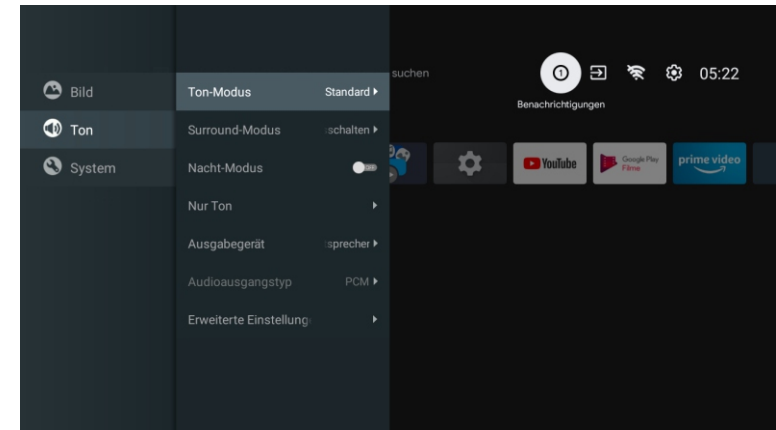 suchen
05:22
Benachrichtigungen
Bild
Ton
System
Ton-Modus Standard
Surround-Modus schalten
Nacht-Modus
Nur Ton
Ausgabegerät sprecher
Audioausgangstyp PCM
Erweiterte Einstellung
YouTube
Google Play
Filme
prime video